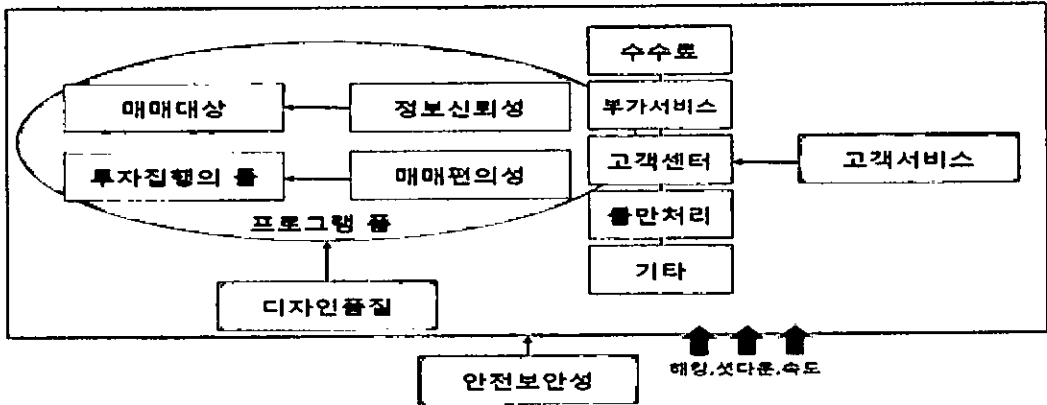 수수료
매매대상
정보신뢰성
부가서비스
투자집행의 툴
매매편의성
고객센터
고객서비스
불만처리
프로그램 폼
기타
디자인품질
안전보안성
해킹,셧다운,속도